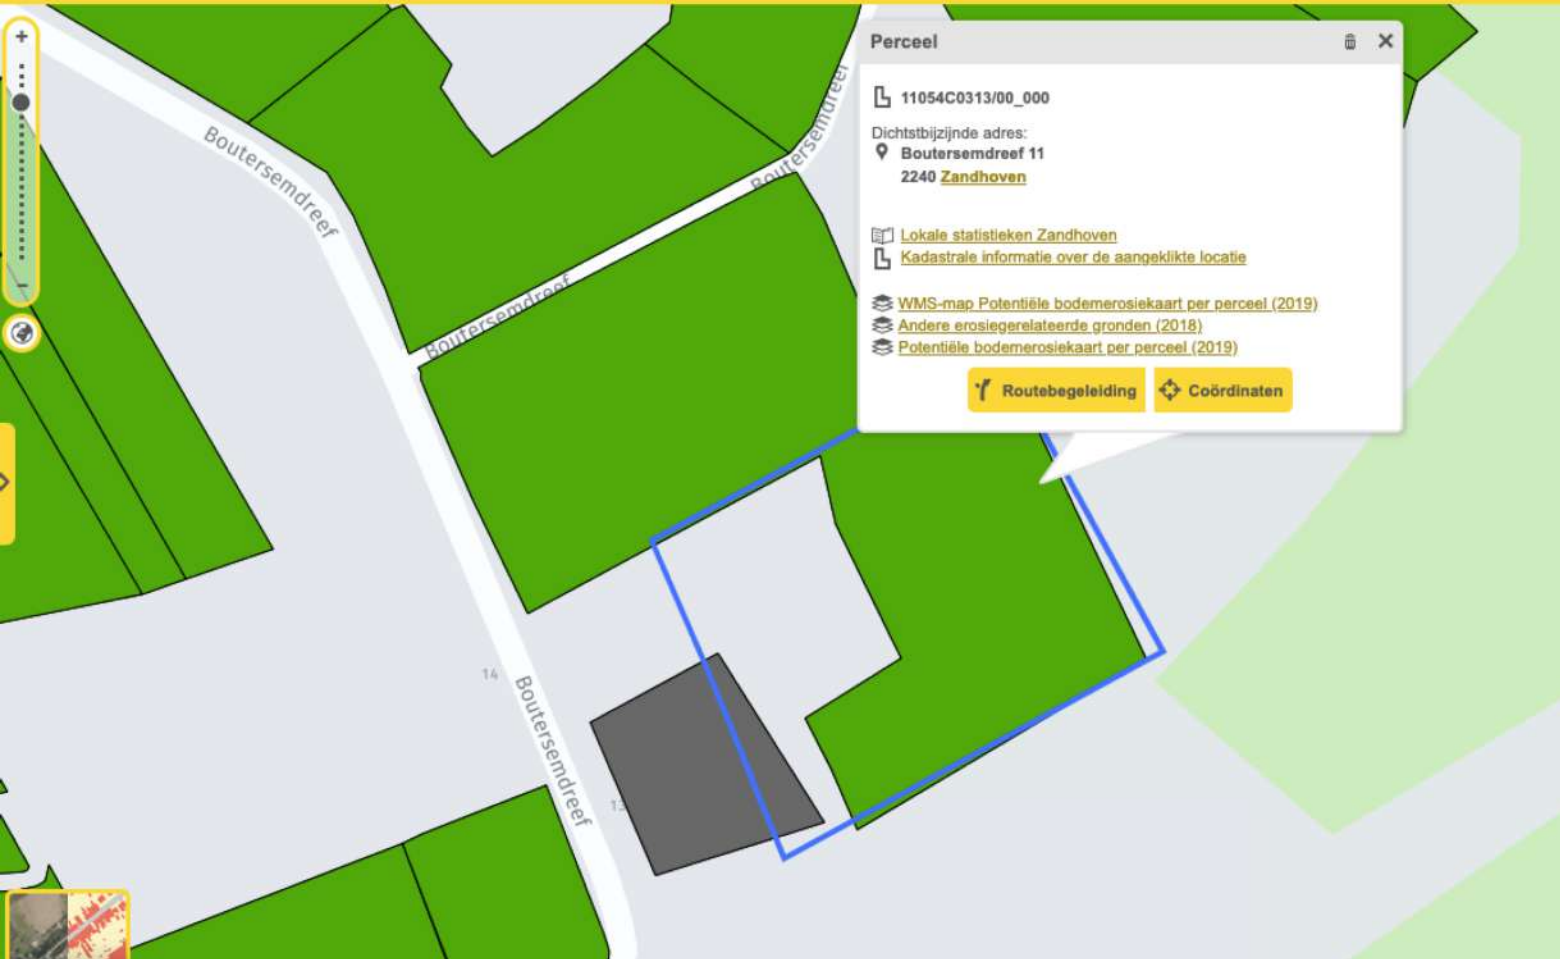 Perceel
11054C0313/00_000
Dichtstbijzijnde adres:
Boutersemdreef 11
2240 Zandhoven
Lokale statistieken Zandhoven
Kadastrale informatie over de aangeklikte locatie
WMS-map Potentiële bodemerosiekaart per perceel (2019)
Andere erosiegerelateerde gronden (2018)
Potentiële bodemerosiekaart per perceel (2019)
Routebegeleiding
Coördinaten
Boutersemdreef
Boutersemdreef
Boutersemdreef
14
Boutersemdreef
13